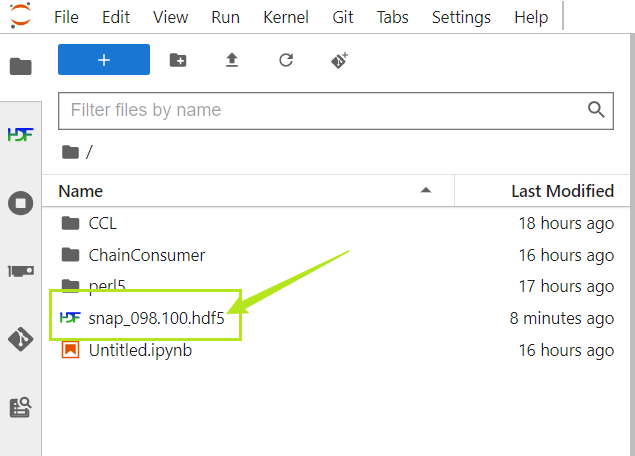 File Edit View Run Kernel Git Tabs Settings Help
+
Filter files by name
/
Name Last Modified
HDF
CCL 18 hours ago
ChainConsumer 16 hours ago
perl5 17 hours ago
HDF snap_098.100.hdf5 8 minutes ago
Untitled.ipynb 16 hours ago